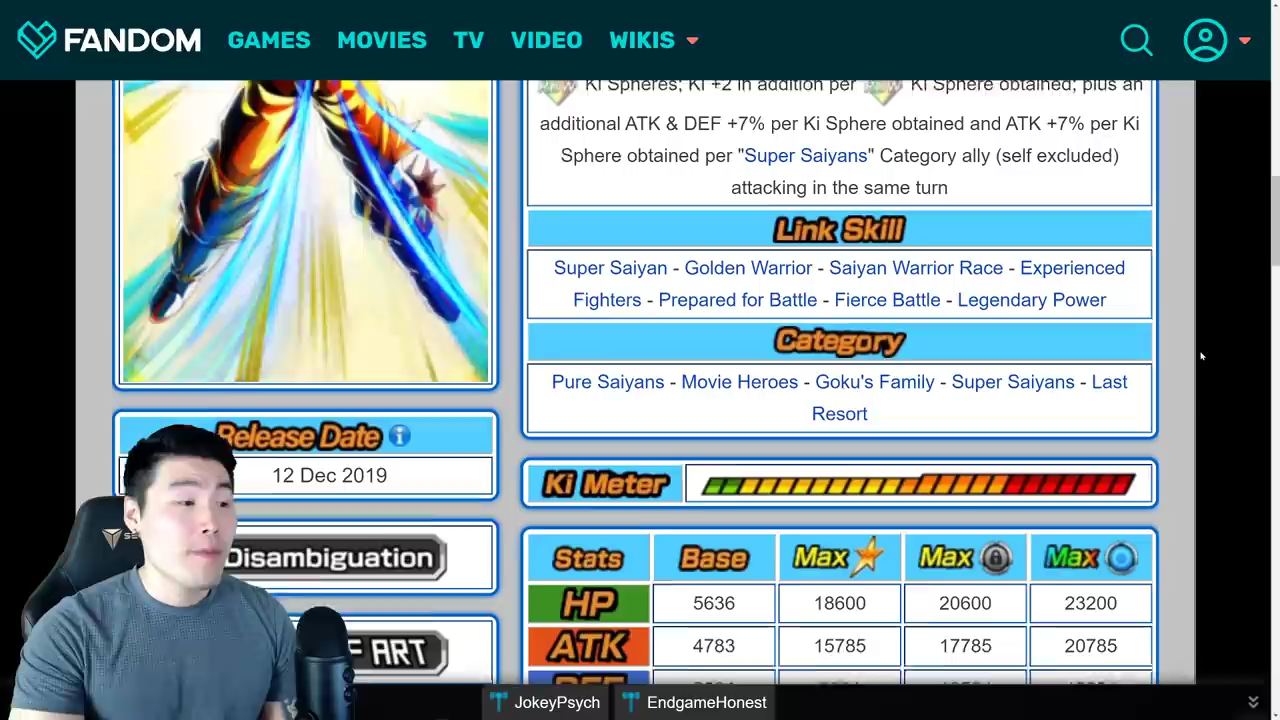 FANDOM GAMES MOVIES TV VIDEO WIKIS
Ki Spheres; Ki +2 in addition per Ki Sphere obtained; plus an
additional ATK & DEF +7% per Ki Sphere obtained and ATK +7% per Ki
Sphere obtained per "Super Saiyans" Category ally (self excluded)
attacking in the same turn
Link Skill
Super Saiyan - Golden Warrior - Saiyan Warrior Race - Experienced
Fighters - Prepared for Battle - Fierce Battle - Legendary Power
Category
Pure Saiyans - Movie Heroes - Goku's Family - Super Saiyans - Last
Resort
Release Date
12 Dec 2019
Disambiguation
ART
Ki Meter
Stats Base Max Max Max
HP 5636 18600 20600 23200
ATK 4783 15785 17785 20785
JokeyPsych EndgameHonest